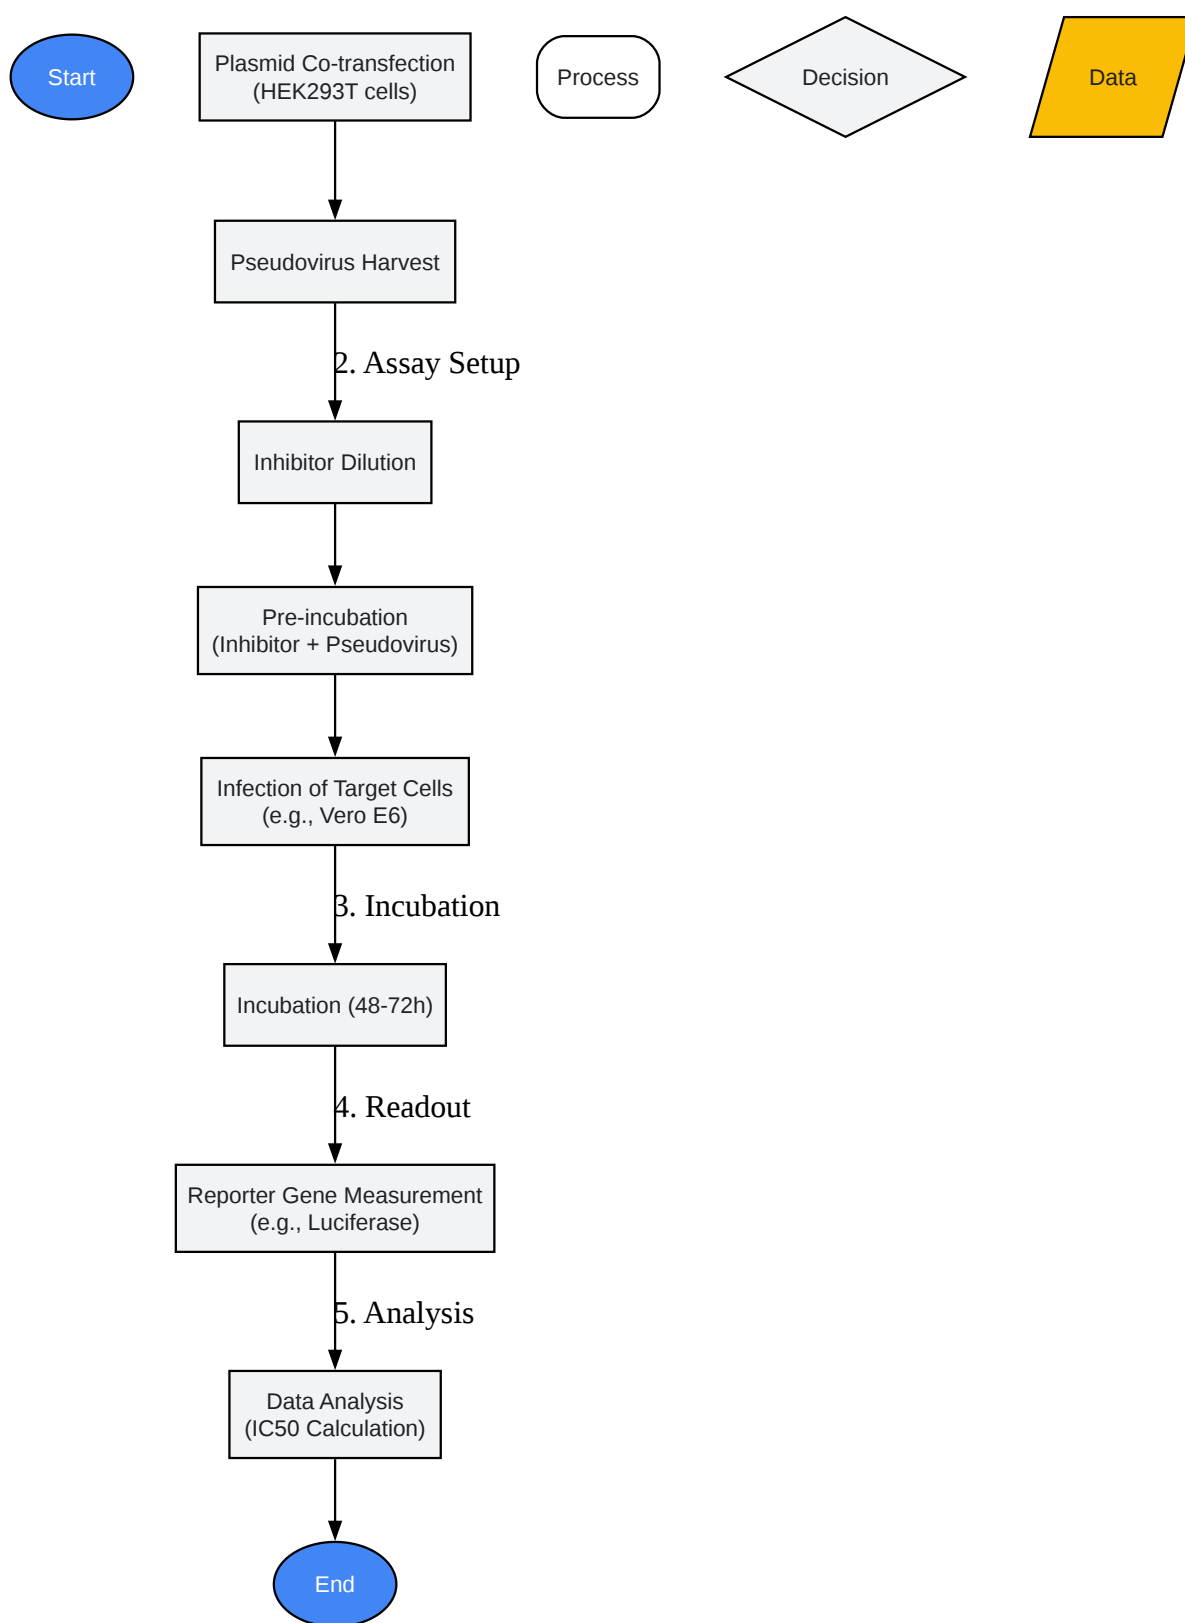 Start
Plasmid Co-transfection
(HEK293T cells)
Process
Decision
Data
Pseudovirus Harvest
2. Assay Setup
Inhibitor Dilution
Pre-incubation
(Inhibitor + Pseudovirus)
Infection of Target Cells
(e.g., Vero E6)
3. Incubation
Incubation (48-72h)
4. Readout
Reporter Gene Measurement
(e.g., Luciferase)
5. Analysis
Data Analysis
(IC50 Calculation)
End